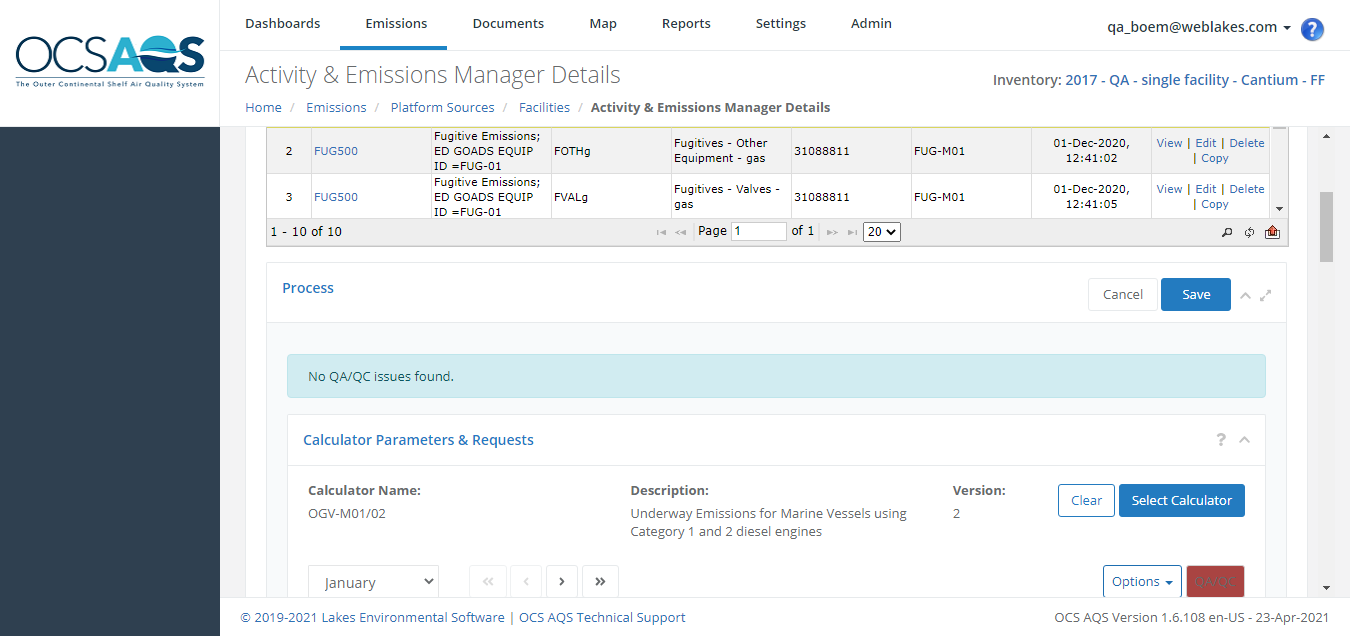 OCSAQS
The Outer Continental Shelf Air Quality System
Dashboards Emissions Documents Map Reports Settings Admin
qa_boem@weblakes.com
?
Activity & Emissions Manager Details
Inventory: 2017 - QA - single facility - Cantium - FF
Home / Emissions / Platform Sources / Facilities / Activity & Emissions Manager Details
2 FUG500 Fugitive Emissions; ED GOADS EQUIP ID =FUG-01 FOTHg Fugitives - Other Equipment - gas 31088811 FUG-M01 01-Dec-2020, 12:41:02 View | Edit | Delete | Copy
3 FUG500 Fugitive Emissions; ED GOADS EQUIP ID =FUG-01 FVALg Fugitives - Valves - gas 31088811 FUG-M01 01-Dec-2020, 12:41:05 View | Edit | Delete | Copy
1 - 10 of 10 Page 1 of 1 20
Process
Cancel Save
No QA/QC issues found.
Calculator Parameters & Requests
?
Calculator Name: Description: Version:
OGV-M01/02 Underway Emissions for Marine Vessels using 2
Category 1 and 2 diesel engines
Clear Select Calculator
January « ‹ › » Options QA/QC
© 2019-2021 Lakes Environmental Software | OCS AQS Technical Support
OCS AQS Version 1.6.108 en-US - 23-Apr-2021